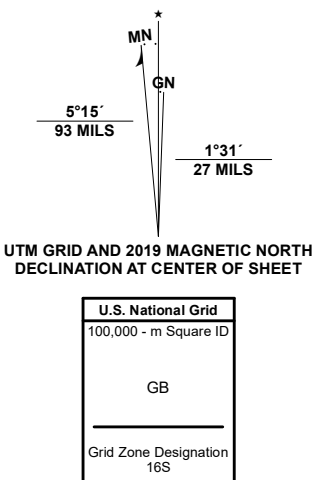 MN
GN
5°15´
93 MILS
1°31´
27 MILS
UTM GRID AND 2019 MAGNETIC NORTH
DECLINATION AT CENTER OF SHEET
U.S. National Grid
100,000 - m Square ID
GB
Grid Zone Designation
16S